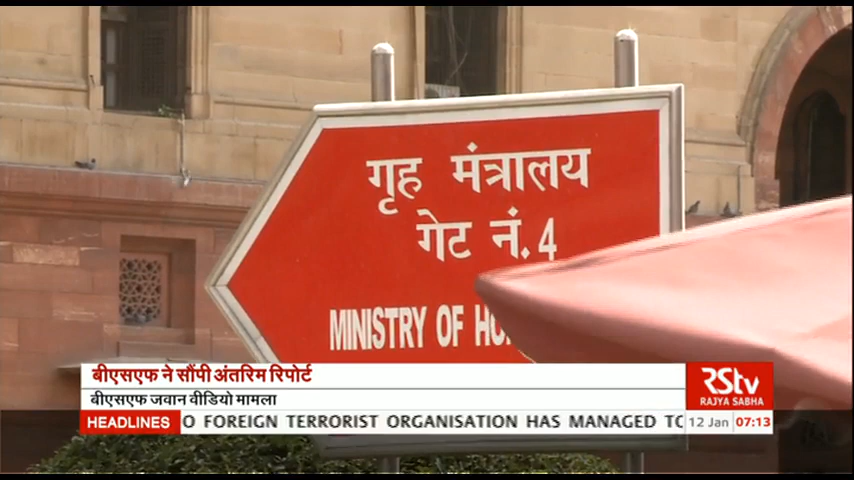 गृह मंत्रालय
गेट नं. 4
MINISTRY OF
बीएसएफ ने सौंपी अंतरिम रिपोर्ट
बीएसएफ जवान वीडियो मामला
RSTV
RAJYA SABHA
HEADLINES
O FOREIGN TERRORIST ORGANISATION HAS MANAGED TO
12 Jan 07:13